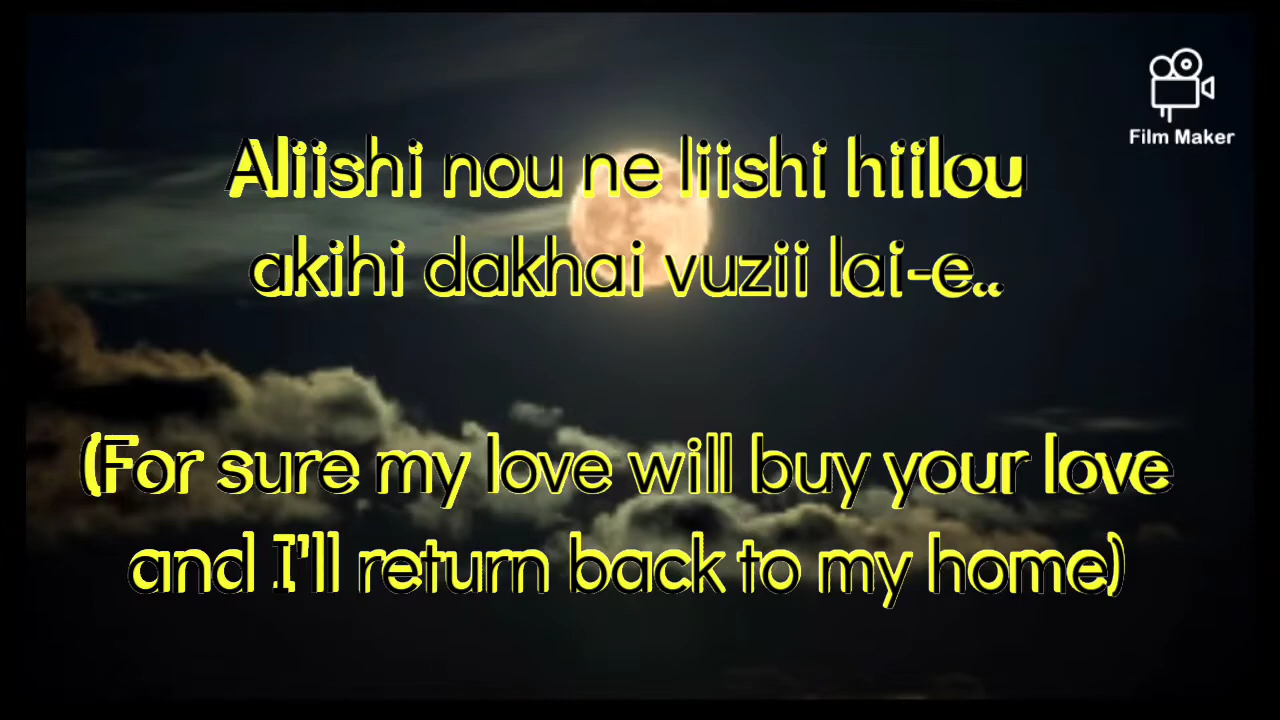 Film Maker
Aliishi nou ne liishi hiilou
akihi dakhai vuzii lai-e..
(For sure my love will buy your love
and I'll return back to my home)